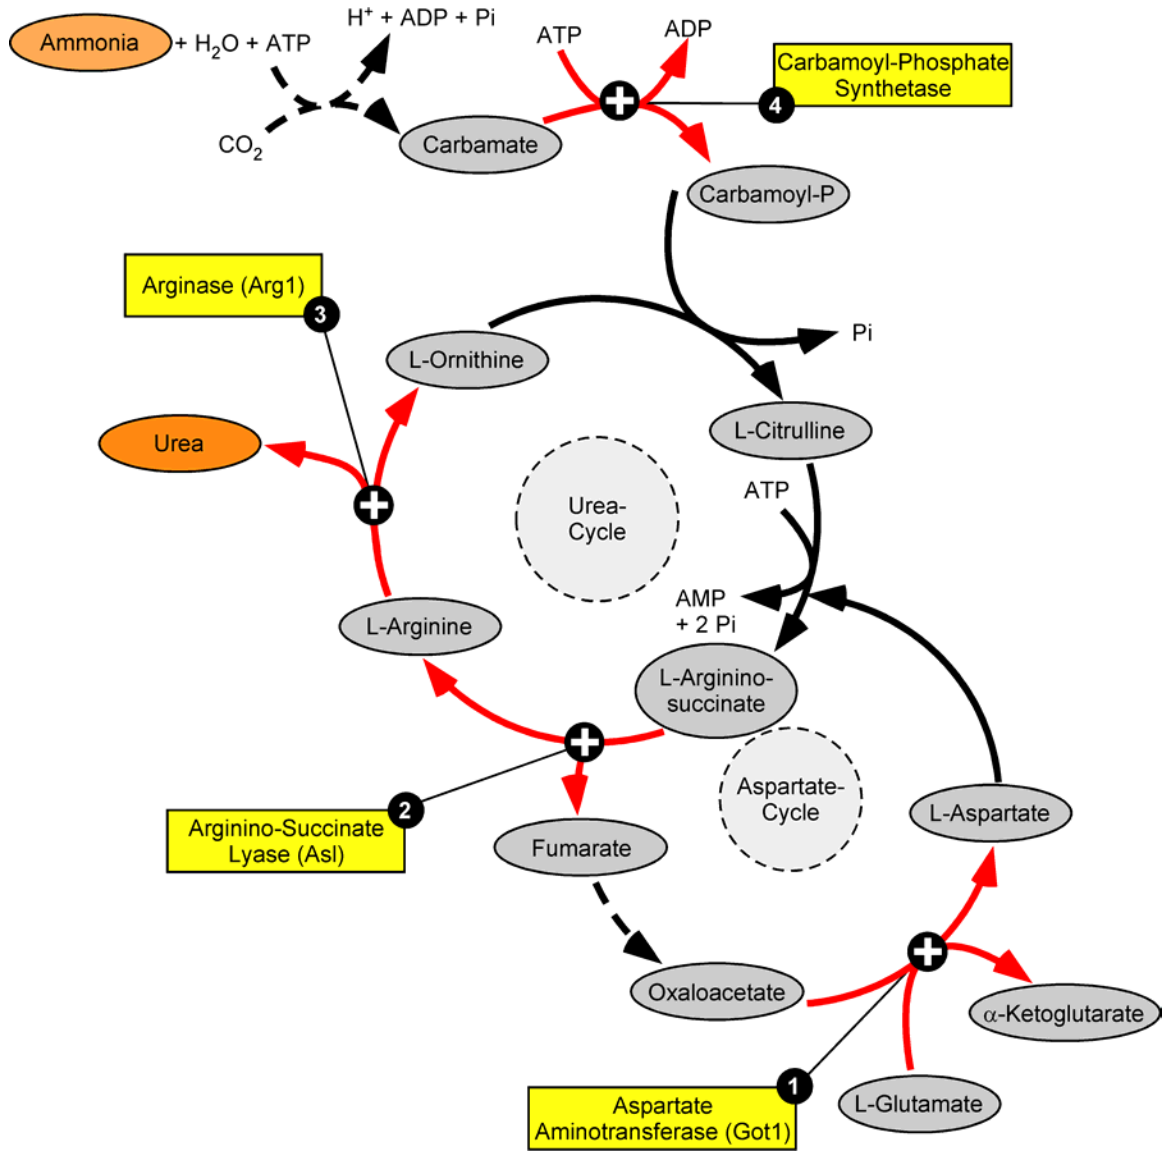 Ammonia
+ H2O + ATP
H+ + ADP + Pi
ATP
ADP
Carbamoyl-Phosphate
Synthetase
4
CO2
Carbamate
Carbamoyl-P
Arginase (Arg1)
3
L-Ornithine
Pi
Urea
L-Citrulline
ATP
Urea-
Cycle
AMP
+ 2 Pi
L-Arginine
L-Arginino-
succinate
Aspartate-
Cycle
L-Aspartate
2
Arginino-Succinate
Lyase (Asl)
Fumarate
Oxaloacetate
α-Ketoglutarate
1
Aspartate
Aminotransferase (Got1)
L-Glutamate